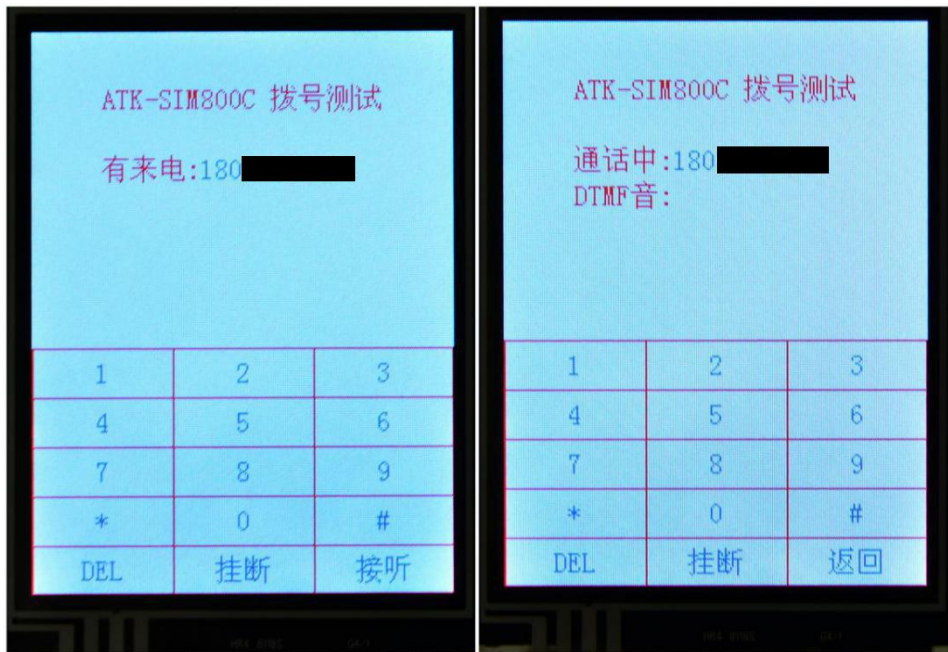 ATK-SIM800C 拨号测试
有来电:180
1 2 3
4 5 6
7 8 9
* 0 #
DEL 挂断 接听
ATK-SIM800C 拨号测试
通话中:180
DTMF音:
1 2 3
4 5 6
7 8 9
* 0 #
DEL 挂断 返回